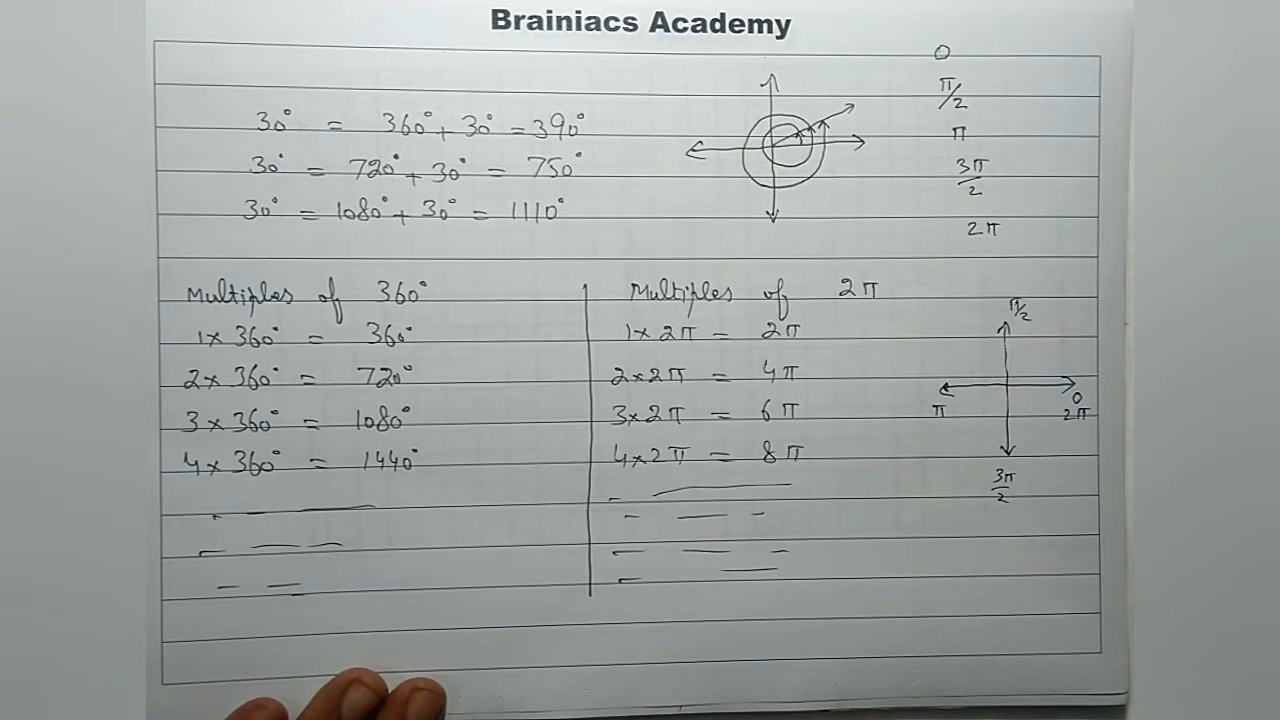 Brainiacs Academy
30° = 360° + 30° = 390°
30° = 720° + 30° = 750°
30° = 1080° + 30° = 1110°
0
π/2
π
3π/2
2π
Multiples of 360°
1 × 360° = 360°
2 × 360° = 720°
3 × 360° = 1080°
4 × 360° = 1440°
Multiples of 2π
1 × 2π = 2π
2 × 2π = 4π
3 × 2π = 6π
4 × 2π = 8π
π/2
π
0
2π
3π/2